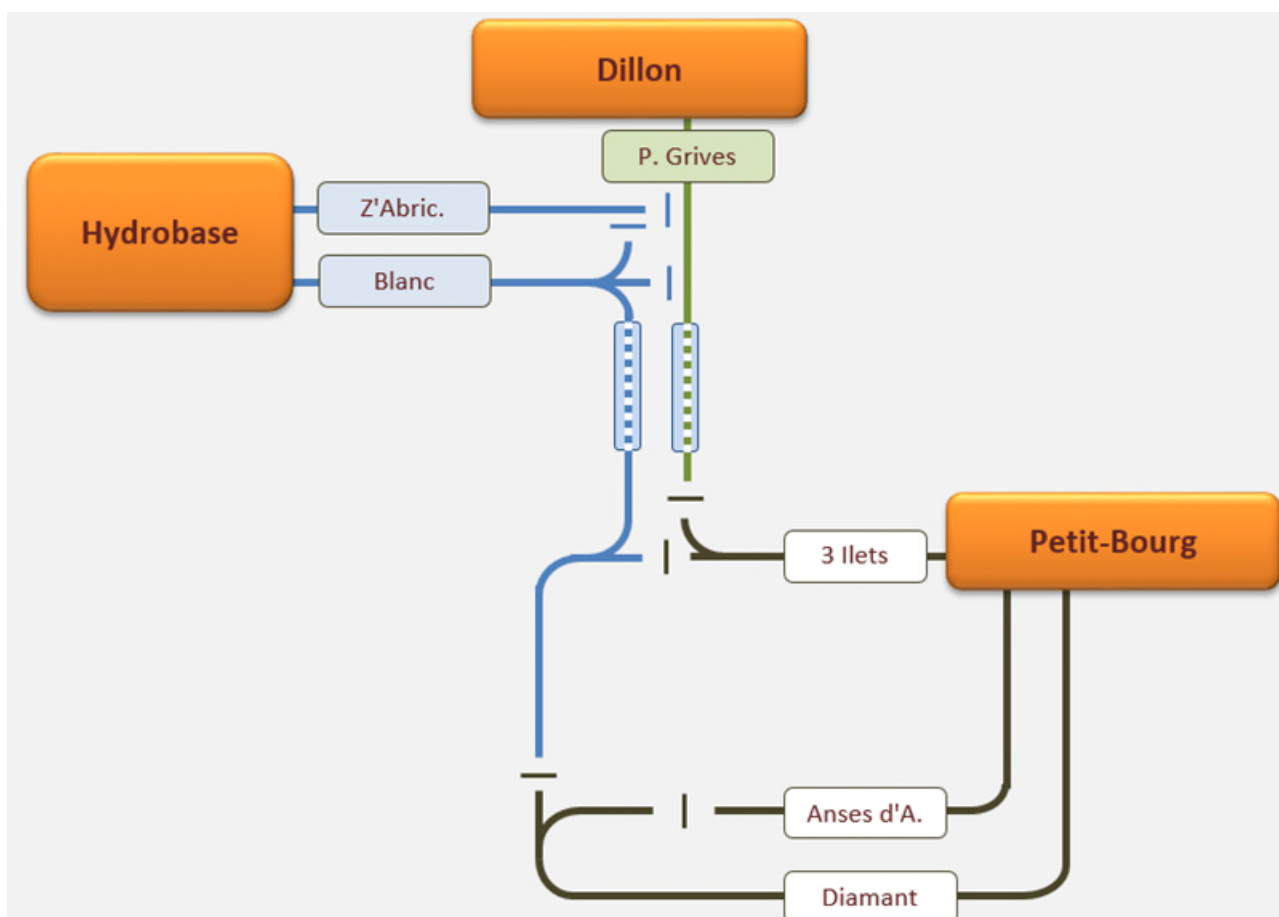 Dillon
P. Grives
Z'Abric.
Hydrobase
Blanc
Petit-Bourg
3 Ilets
Anses d'A.
Diamant